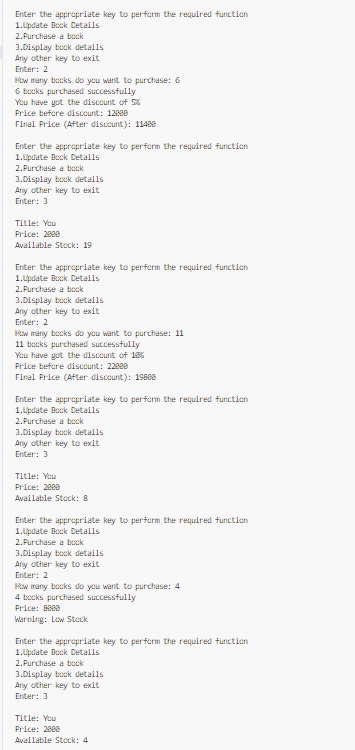 Enter the appropriate key to perform the required function
1.Update Book Details
2.Purchase a book
3.Display book details
Any other key to exit
Enter: 2
How many books do you want to purchase: 6
6 books purchased successfully
You have got the discount of 5%
Price before discount: 12000
Final Price (After discount): 11400
Enter the appropriate key to perform the required function
1.Update Book Details
2.Purchase a book
3.Display book details
Any other key to exit
Enter: 3
Title: You
Price: 2000
Available Stock: 19
Enter the appropriate key to perform the required function
1.Update Book Details
2.Purchase a book
3.Display book details
Any other key to exit
Enter: 2
How many books do you want to purchase: 11
11 books purchased successfully
You have got the discount of 10%
Price before discount: 22000
Final Price (After discount): 19800
Enter the appropriate key to perform the required function
1.Update Book Details
2.Purchase a book
3.Display book details
Any other key to exit
Enter: 3
Title: You
Price: 2000
Available Stock: 8
Enter the appropriate key to perform the required function
1.Update Book Details
2.Purchase a book
3.Display book details
Any other key to exit
Enter: 2
How many books do you want to purchase: 4
4 books purchased successfully
Price: 8000
Warning: Low Stock
Enter the appropriate key to perform the required function
1.Update Book Details
2.Purchase a book
3.Display book details
Any other key to exit
Enter: 3
Title: You
Price: 2000
Available Stock: 4